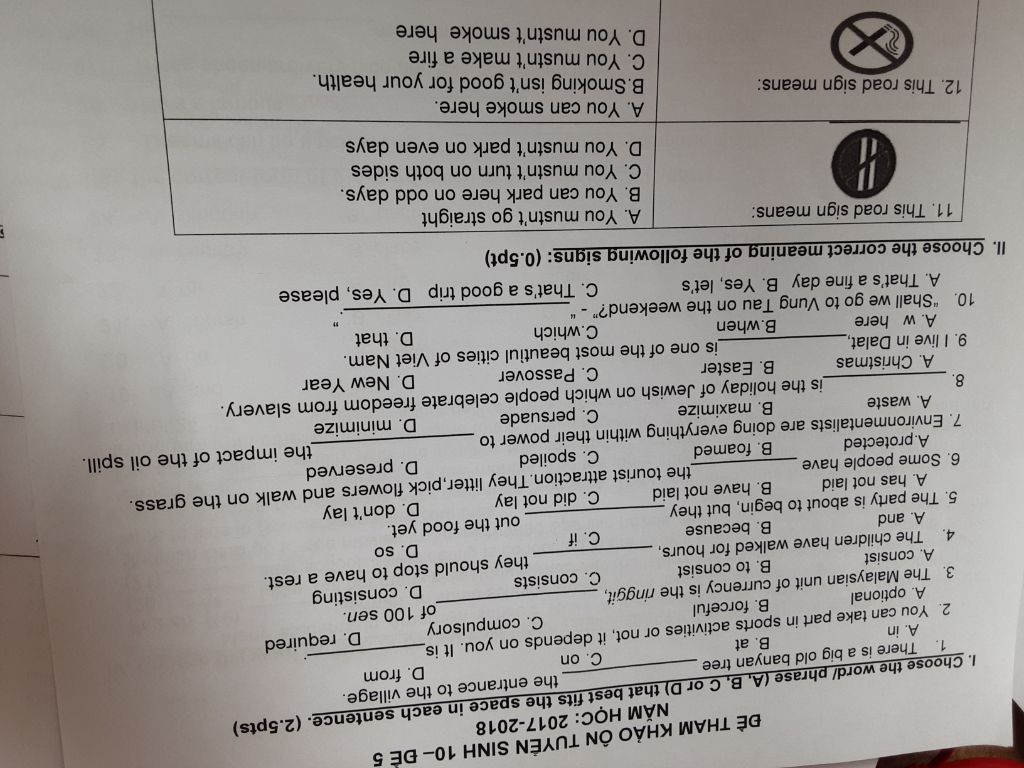 ĐỀ THAM KHẢO ÔN TUYỂN SINH 10– ĐỀ 5
NĂM HỌC: 2017-2018
I. Choose the word/ phrase (A, B, C or D) that best fits the space in each sentence. (2.5pts)
1. There is a big old banyan tree __________ the entrance to the village.
A. in B. at C. on D. from
2. You can take part in sports activities or not, it depends on you. It is __________.
A. optional B. forceful C. compulsory D. required
3. The Malaysian unit of currency is the ringgit, __________ of 100 sen.
A. consist B. to consist C. consists D. consisting
4. The children have walked for hours, __________ they should stop to have a rest.
A. and B. because C. if D. so
5. The party is about to begin, but they __________ out the food yet.
A. has not laid B. have not laid C. did not lay D. don't lay
6. Some people have __________ the tourist attraction.They litter,pick flowers and walk on the grass.
A.protected B. foamed C. spoiled D. preserved
7. Environmentalists are doing everything within their power to __________ the impact of the oil spill.
A. waste B. maximize C. persuade D. minimize
8. __________ is the holiday of Jewish on which people celebrate freedom from slavery.
A. Christmas B. Easter C. Passover D. New Year
9. I live in Dalat, __________ is one of the most beautiul cities of Viet Nam.
A. w here B.when C.which D. that
10. “Shall we go to Vung Tau on the weekend?” - “ __________.”
A. That's a fine day B. Yes, let's C. That's a good trip D. Yes, please
II. Choose the correct meaning of the following signs: (0.5pt)
11. This road sign means:
A. You mustn't go straight
B. You can park here on odd days.
C. You mustn't turn on both sides
D. You mustn't park on even days
12. This road sign means:
A. You can smoke here.
B.Smoking isn't good for your health.
C. You mustn't make a fire
D. You mustn't smoke here